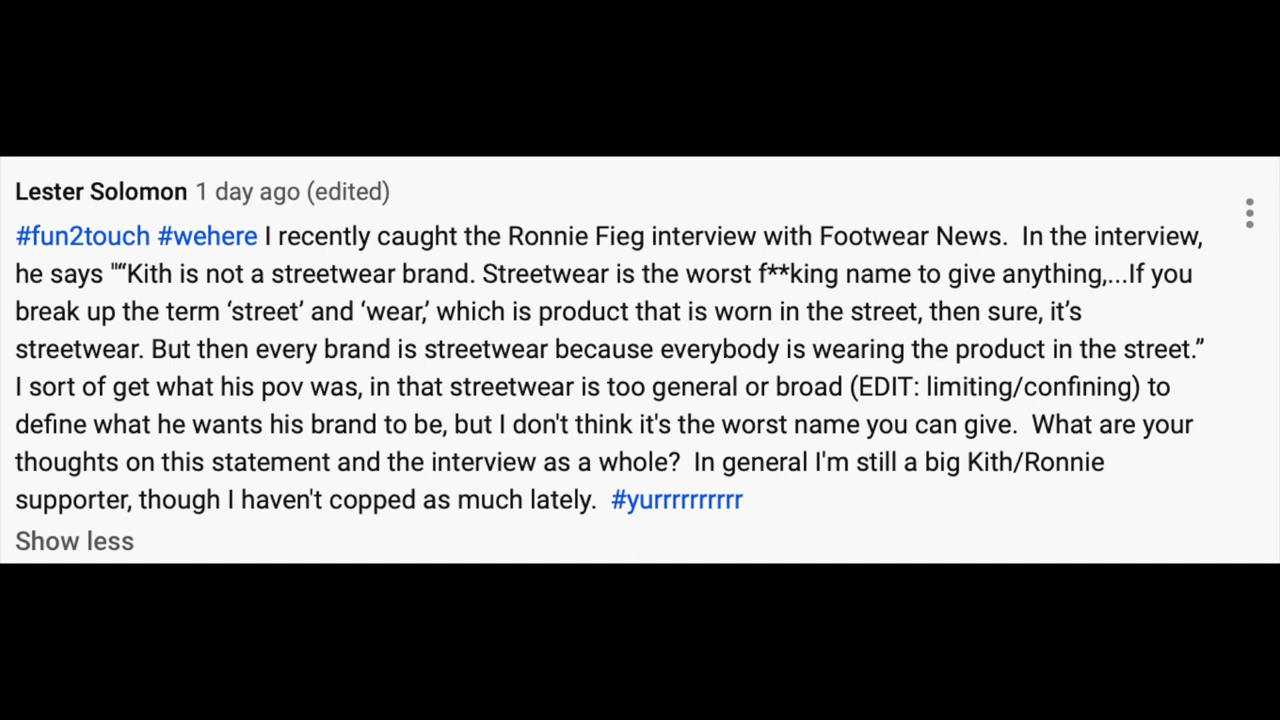 Lester Solomon 1 day ago (edited)
#fun2touch #wehere I recently caught the Ronnie Fieg interview with Footwear News.  In the interview,
he says "“Kith is not a streetwear brand. Streetwear is the worst f**king name to give anything,...If you
break up the term ‘street’ and ‘wear,’ which is product that is worn in the street, then sure, it’s
streetwear. But then every brand is streetwear because everybody is wearing the product in the street.”
I sort of get what his pov was, in that streetwear is too general or broad (EDIT: limiting/confining) to
define what he wants his brand to be, but I don't think it's the worst name you can give.  What are your
thoughts on this statement and the interview as a whole?  In general I'm still a big Kith/Ronnie
supporter, though I haven't copped as much lately.  #yurrrrrrrrrr
Show less